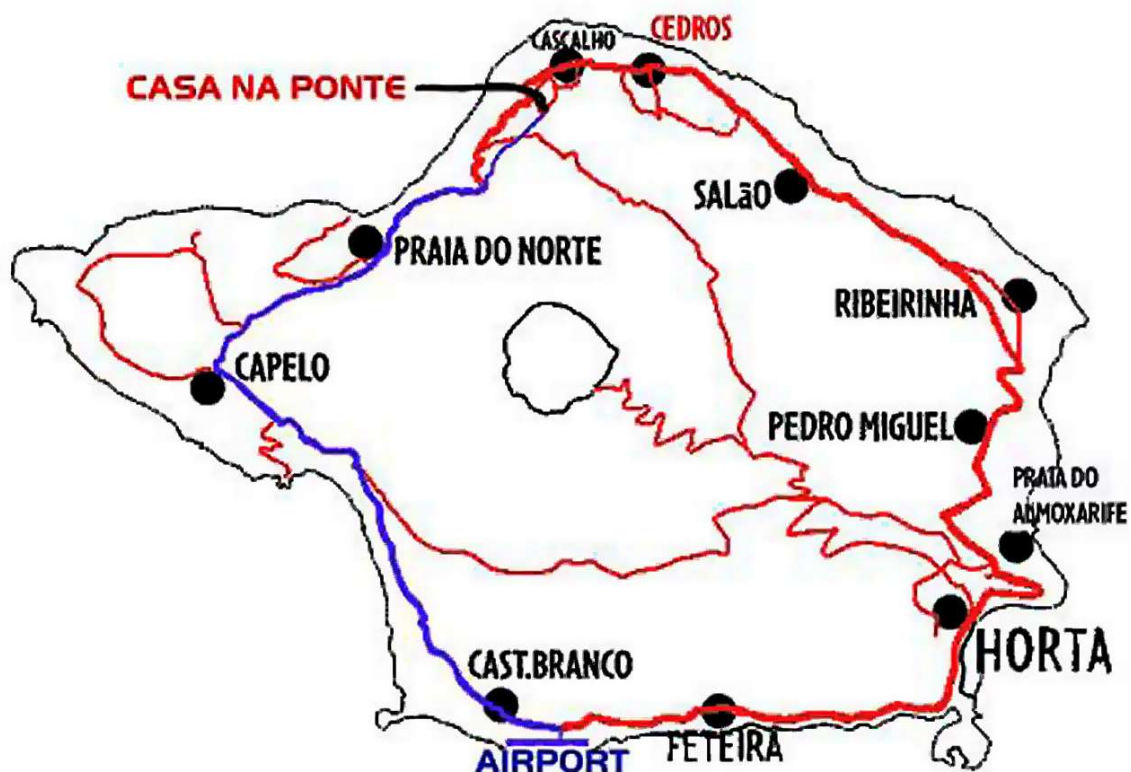 CASCALHO
CEDROS
CASA NA PONTE
SALãO
PRAIA DO NORTE
RIBEIRINHA
CAPELO
PEDRO MIGUEL
PRAIA DO
ALMOXARIFE
HORTA
CAST.BRANCO
FETEIRA
AIRPORT